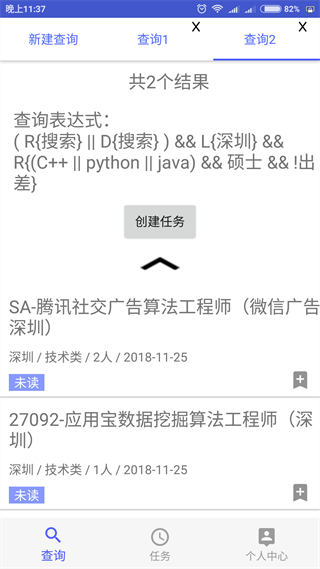 晚上11:37
82%
新建查询 查询1 X 查询2 X
共2个结果
查询表达式：
( R{搜索} || D{搜索} ) && L{深圳} &&
R{(C++ || python || java) && 硕士 && !出
差}
创建任务
SA-腾讯社交广告算法工程师（微信广告
深圳）
深圳 / 技术类 / 2人 / 2018-11-25
未读
27092-应用宝数据挖掘算法工程师（深
圳）
深圳 / 技术类 / 1人 / 2018-11-25
未读
查询 任务 个人中心